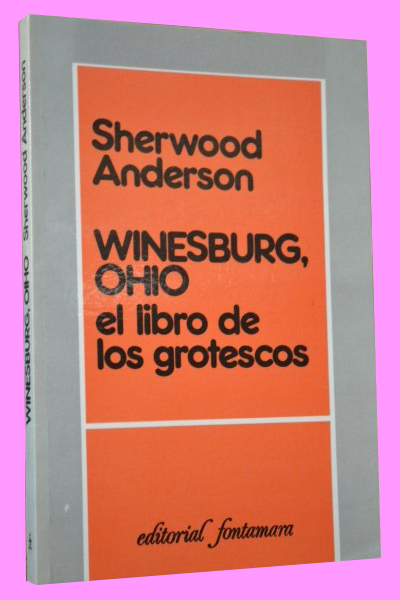 Sherwood
Anderson
WINESBURG,
OHIO
el libro de
los grotescos
editorial fontamara
WINESBURG, OHIO Sherwood Anderson